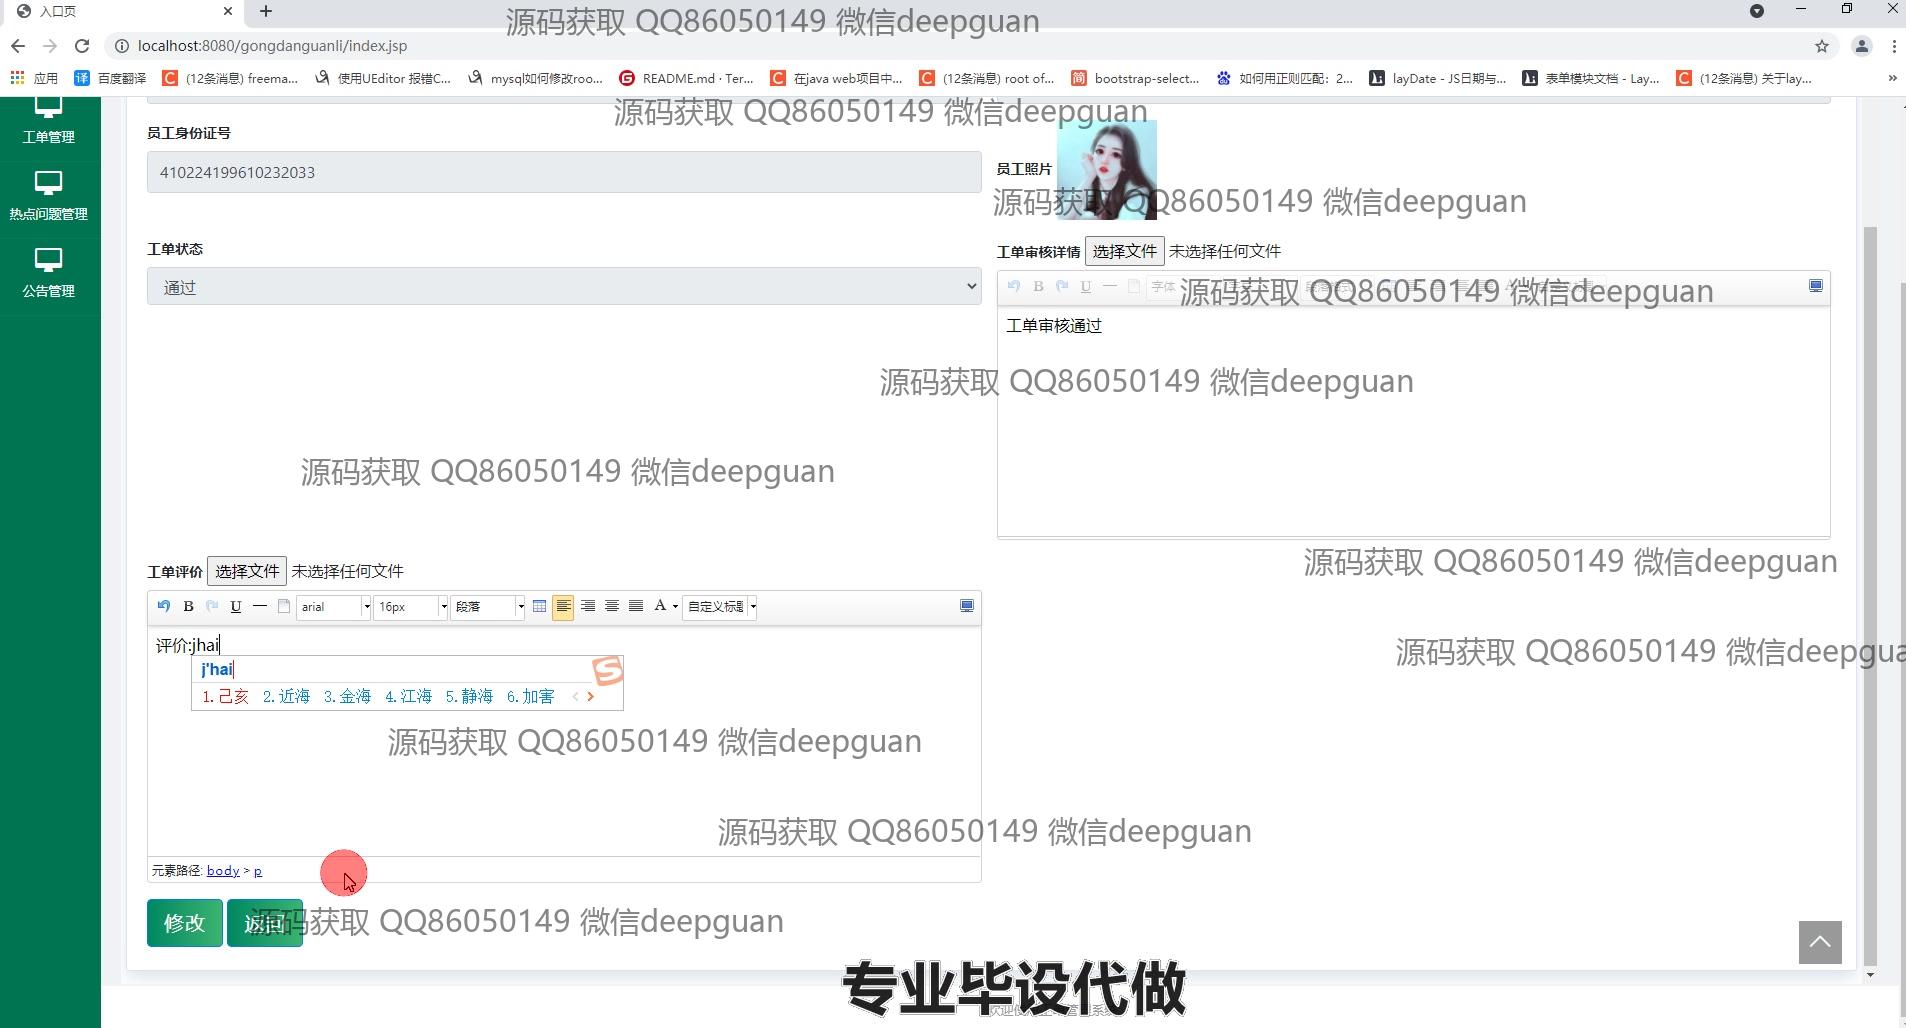 入口页
源码获取 QQ86050149 微信deepguan
localhost:8080/gongdanguanli/index.jsp
应用 百度翻译 (12条消息) freema... 使用UEditor 报错C... mysql如何修改roo... README.md · Ter... 在java web项目中... (12条消息) root of... bootstrap-select... 如何用正则匹配：2... layDate - JS日期与... 表单模块文档 - Lay... (12条消息) 关于lay...
源码获取 QQ86050149 微信deepguan
工单管理
员工身份证号
410224199610232033
员工照片
热点问题管理
源码获取 QQ86050149 微信deepguan
工单状态
工单审核详情 选择文件 未选择任何文件
公告管理
通过
字体
源码获取 QQ86050149 微信deepguan
工单审核通过
源码获取 QQ86050149 微信deepguan
源码获取 QQ86050149 微信deepguan
源码获取 QQ86050149 微信deepguan
工单评价 选择文件 未选择任何文件
B U arial 16px 段落 A 自定义标题
评价:jhai
源码获取 QQ86050149 微信deepgua
j'hai
1.己亥 2.近海 3.金海 4.江海 5.静海 6.加害
源码获取 QQ86050149 微信deepguan
源码获取 QQ86050149 微信deepguan
元素路径: body > p
修改 返回
源码获取 QQ86050149 微信deepguan
专业毕设代做